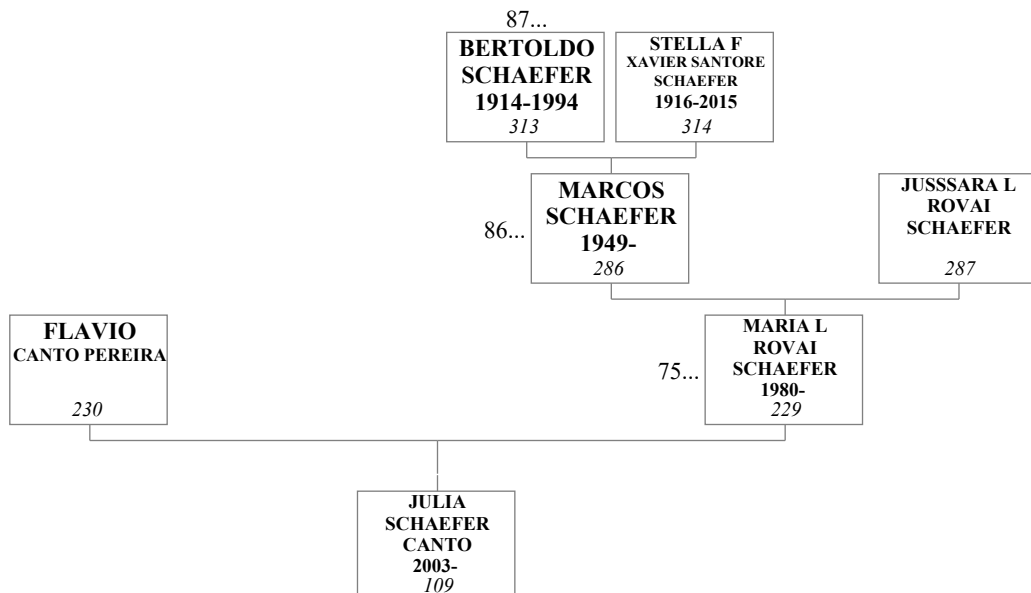 87...
BERTOLDO
SCHAEFER
1914-1994
313
STELLA F
XAVIER SANTORE
SCHAEFER
1916-2015
314
86...
MARCOS
SCHAEFER
1949-
286
JUSSSARA L
ROVAI
SCHAEFER
287
FLAVIO
CANTO PEREIRA
230
75...
MARIA L
ROVAI
SCHAEFER
1980-
229
JULIA
SCHAEFER
CANTO
2003-
109